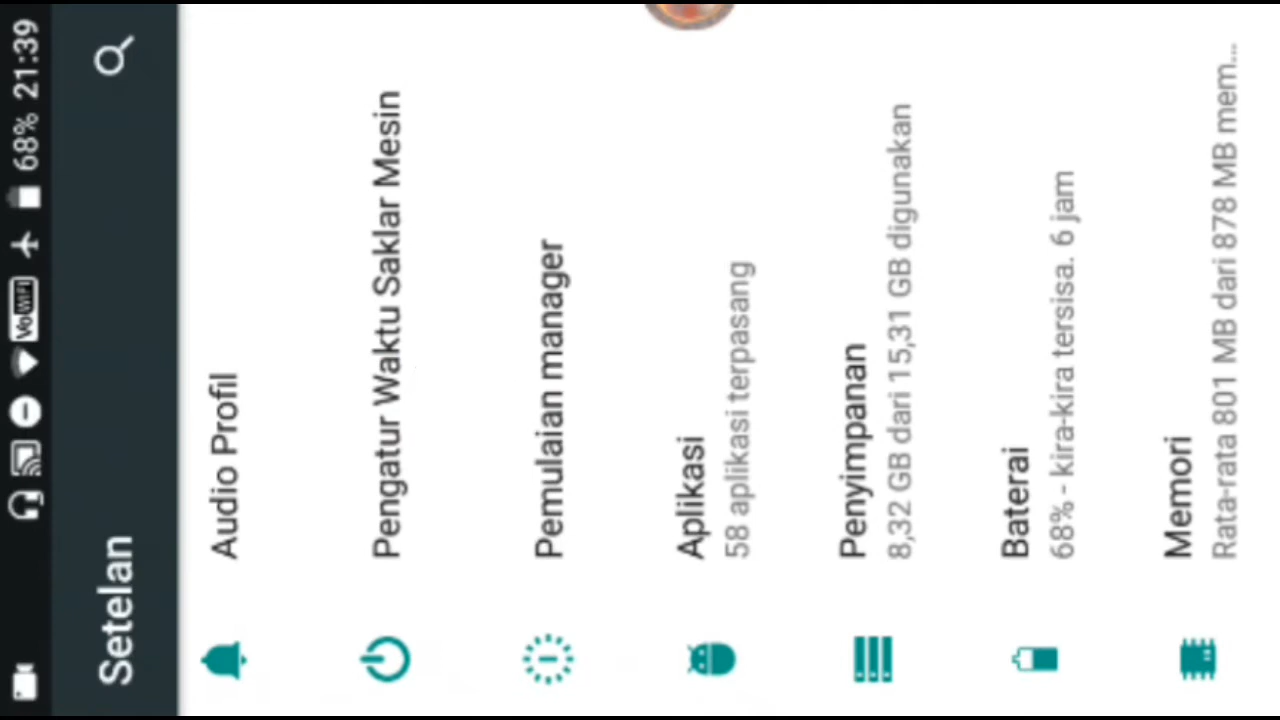 VoWIFI 68% 21:39
Setelan
Audio Profil
Pengatur Waktu Saklar Mesin
Pemulaian manager
Aplikasi
58 aplikasi terpasang
Penyimpanan
8,32 GB dari 15,31 GB digunakan
Baterai
68% - kira-kira tersisa. 6 jam
Memori
Rata-rata 801 MB dari 878 MB mem...